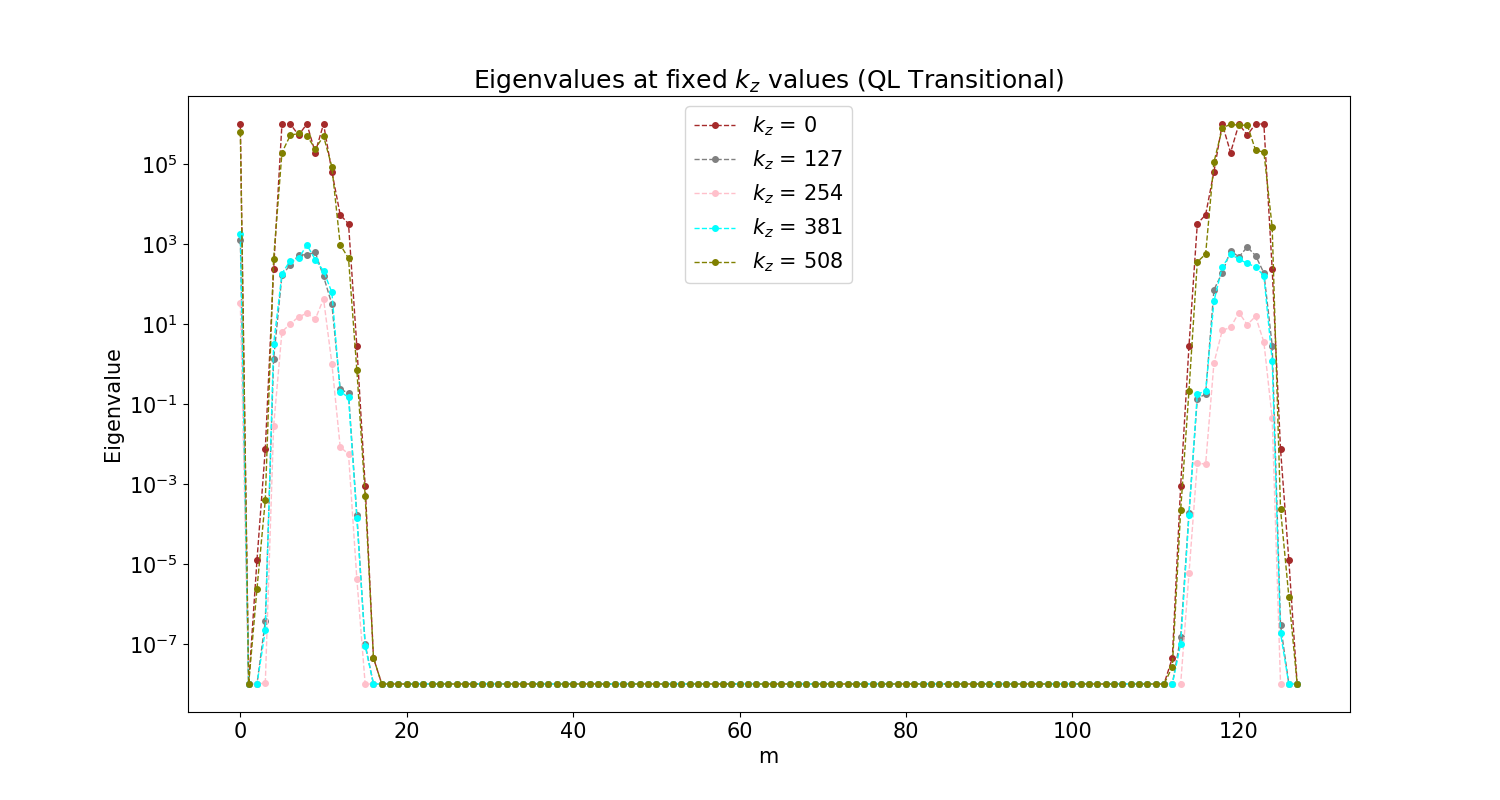 Eigenvalues at fixed $k_z$ values (QL Transitional)
$k_z$ = 0
$k_z$ = 127
$k_z$ = 254
$k_z$ = 381
$k_z$ = 508
Eigenvalue
$10^5$
$10^3$
$10^1$
$10^{-1}$
$10^{-3}$
$10^{-5}$
$10^{-7}$
0 20 40 60 80 100 120
m